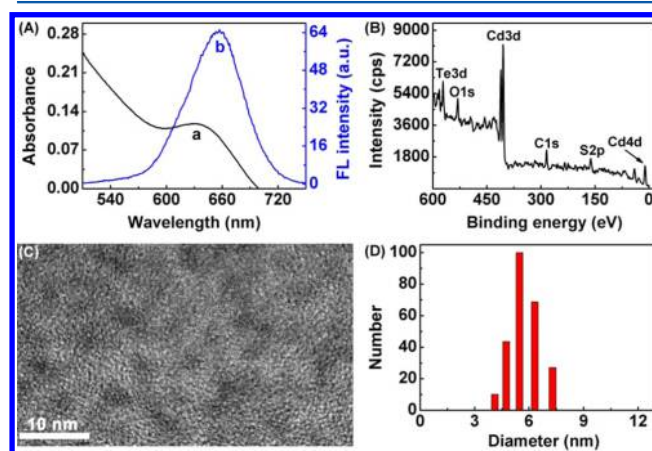 (A)
0.28
0.21
0.14
0.07
0.00
Absorbance
540 600 660 720
Wavelength (nm)
64
48
32
16
0
FL intensity (a.u.)
a
b
(B)
9000
7200
5400
3600
1800
Intensity (cps)
600 450 300 150 0
Binding energy (eV)
Te3d
O1s
Cd3d
C1s
S2p
Cd4d
(C)
10 nm
(D)
100
80
60
40
20
0
Number
0 3 6 9 12
Diameter (nm)